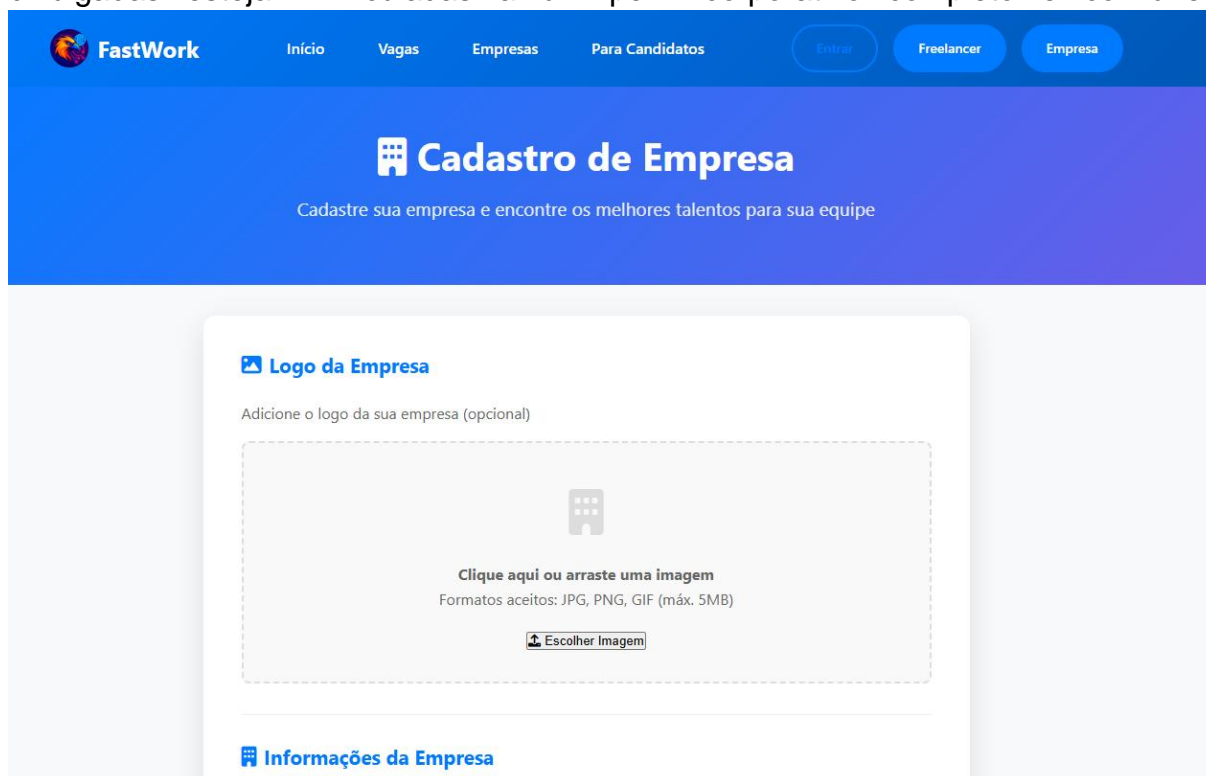 FastWork Início Vagas Empresas Para Candidatos Entrar Freelancer Empresa
Cadastro de Empresa
Cadastre sua empresa e encontre os melhores talentos para sua equipe
Logo da Empresa
Adicione o logo da sua empresa (opcional)
Clique aqui ou arraste uma imagem
Formatos aceitos: JPG, PNG, GIF (máx. 5MB)
Escolher Imagem
Informações da Empresa